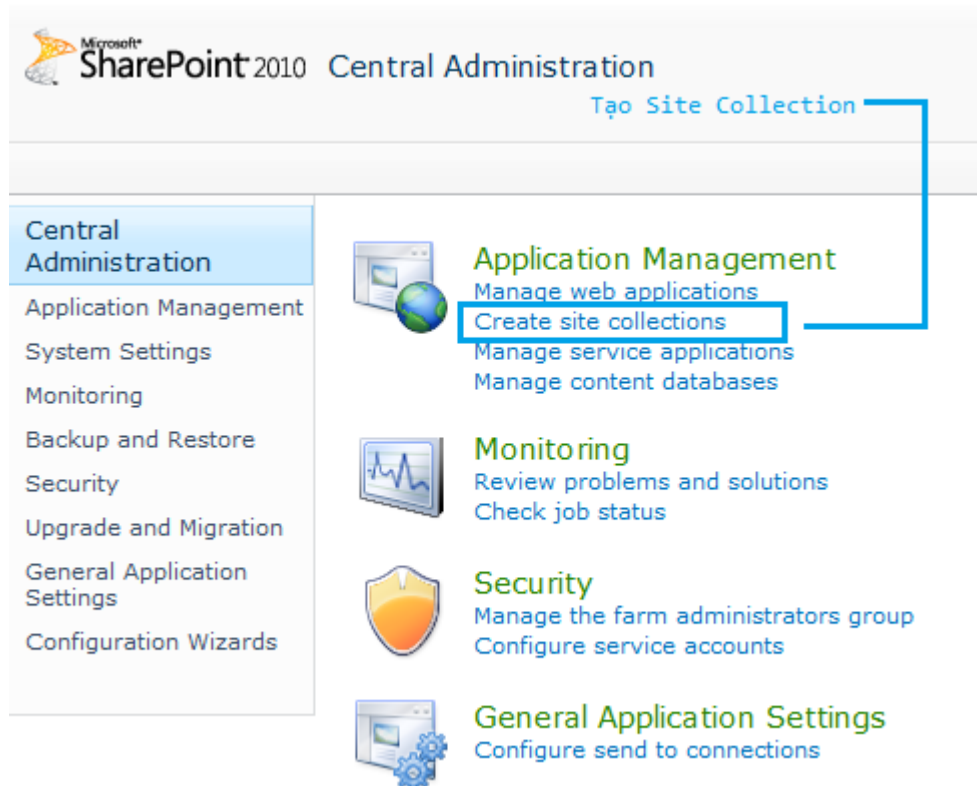 Microsoft®
SharePoint 2010 Central Administration
Tạo Site Collection
Central
Administration
Application Management
System Settings
Monitoring
Backup and Restore
Security
Upgrade and Migration
General Application
Settings
Configuration Wizards
Application Management
Manage web applications
Create site collections
Manage service applications
Manage content databases
Monitoring
Review problems and solutions
Check job status
Security
Manage the farm administrators group
Configure service accounts
General Application Settings
Configure send to connections